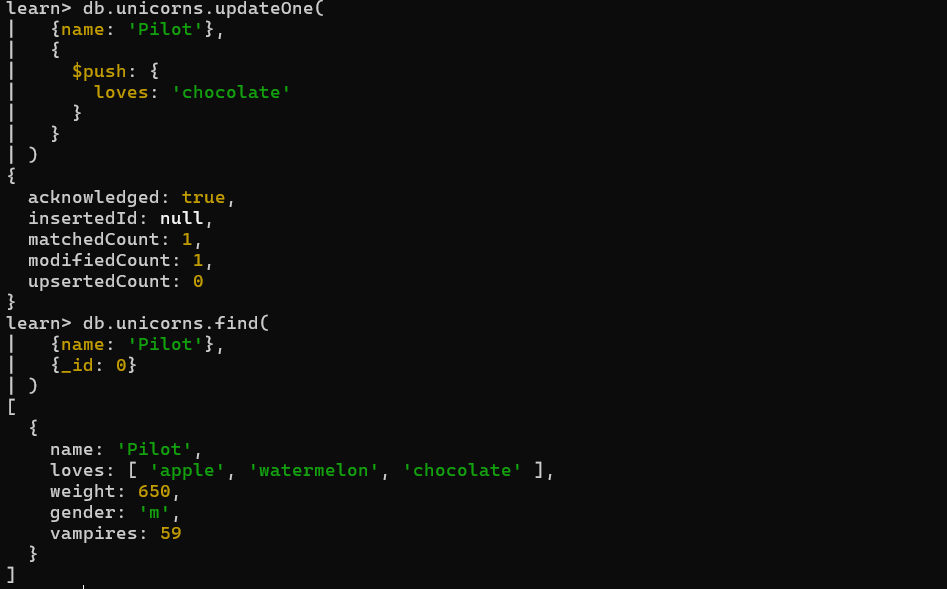 learn> db.unicorns.updateOne(
|   {name: 'Pilot'},
|   {
|     $push: {
|       loves: 'chocolate'
|     }
|   }
| )
{
  acknowledged: true,
  insertedId: null,
  matchedCount: 1,
  modifiedCount: 1,
  upsertedCount: 0
}
learn> db.unicorns.find(
|   {name: 'Pilot'},
|   {_id: 0}
| )
[
  {
    name: 'Pilot',
    loves: [ 'apple', 'watermelon', 'chocolate' ],
    weight: 650,
    gender: 'm',
    vampires: 59
  }
]